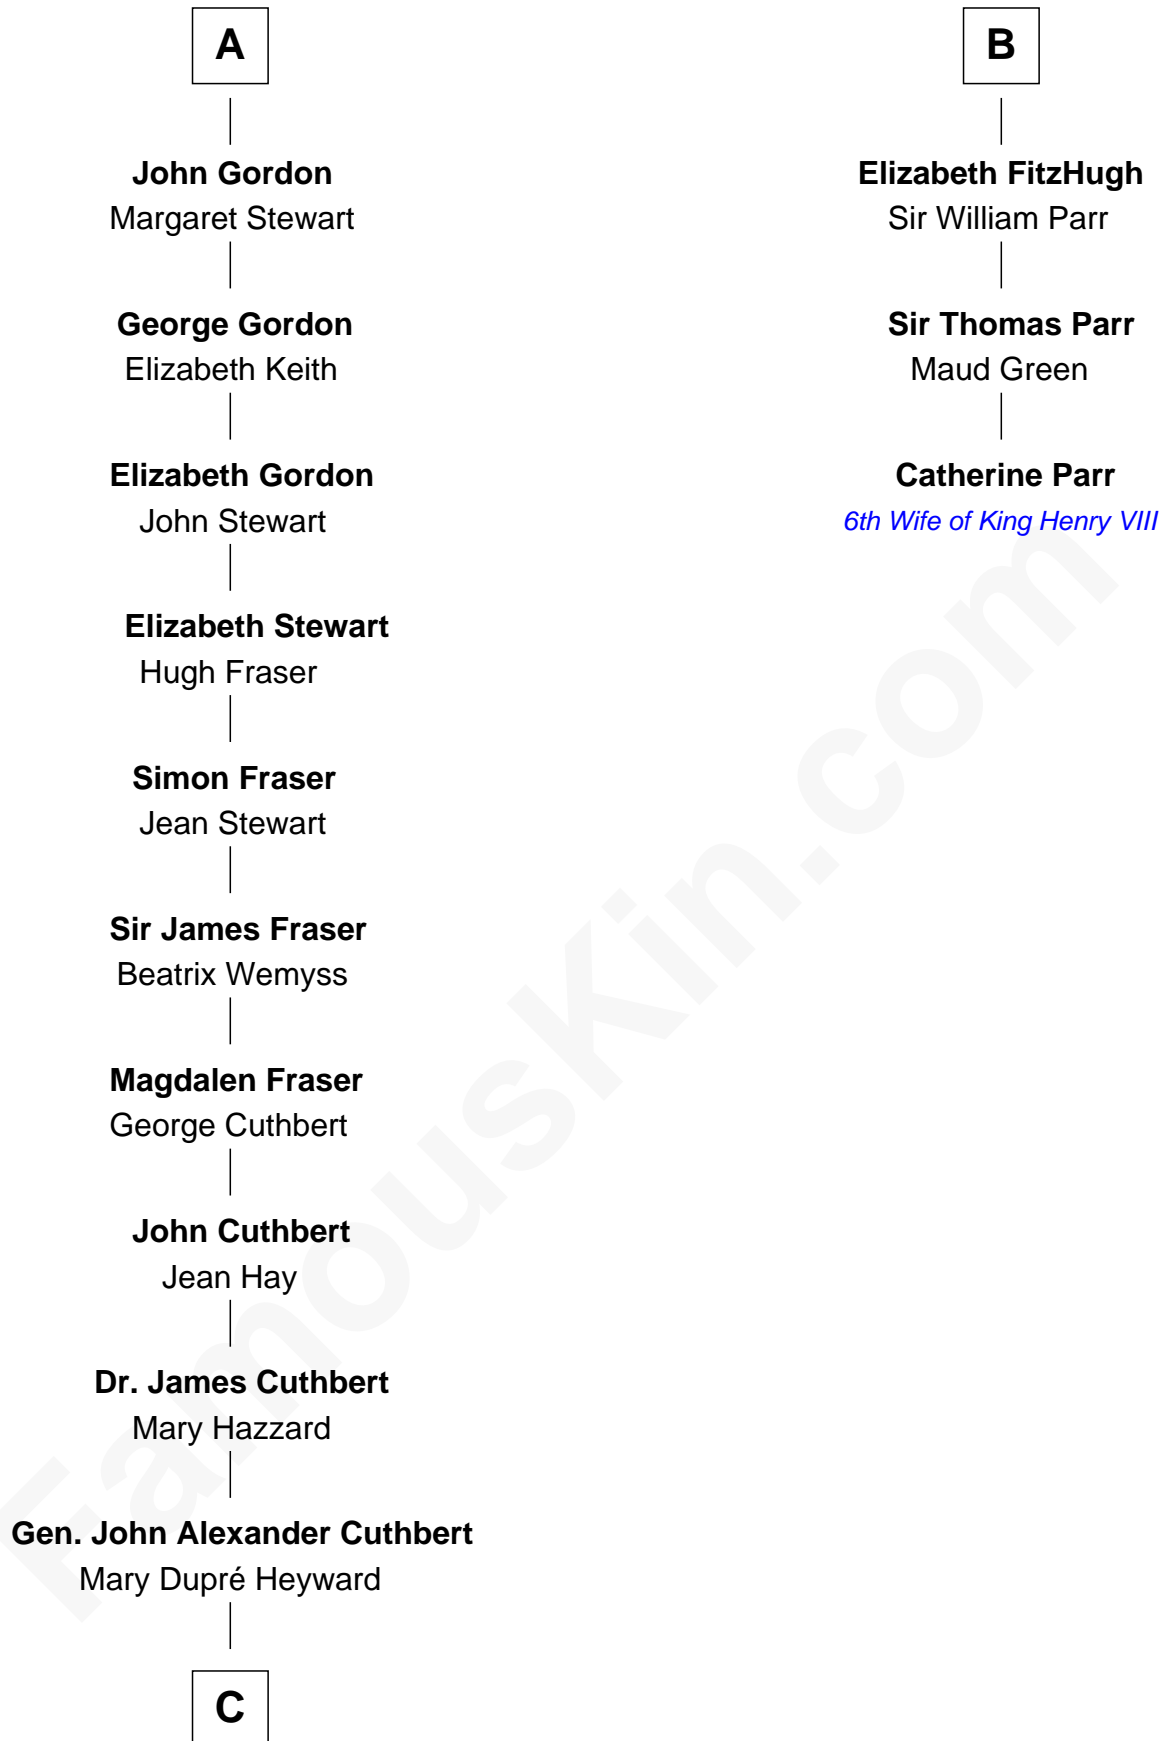 A
John Gordon
Margaret Stewart
George Gordon
Elizabeth Keith
Elizabeth Gordon
John Stewart
Elizabeth Stewart
Hugh Fraser
Simon Fraser
Jean Stewart
Sir James Fraser
Beatrix Wemyss
Magdalen Fraser
George Cuthbert
John Cuthbert
Jean Hay
Dr. James Cuthbert
Mary Hazzard
Gen. John Alexander Cuthbert
Mary Dupré Heyward
C
B
Elizabeth FitzHugh
Sir William Parr
Sir Thomas Parr
Maud Green
Catherine Parr
6th Wife of King Henry VIII
FamousKin.com